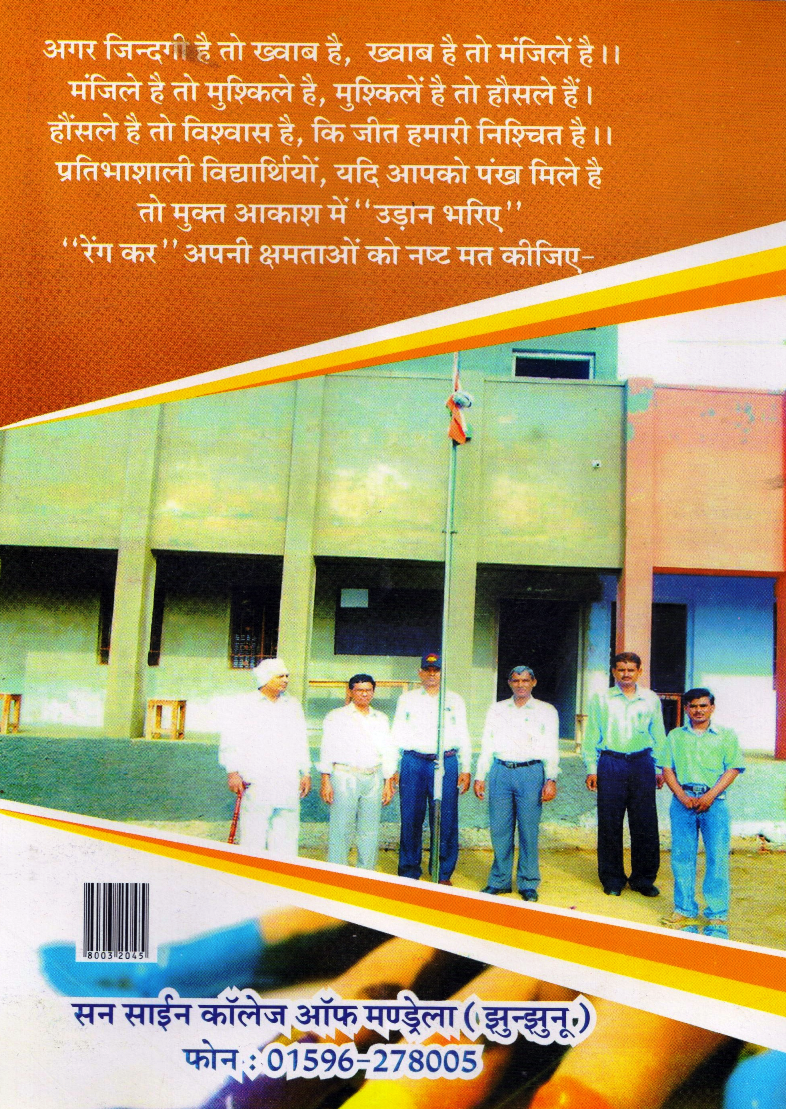 अगर जिन्दगी है तो ख्वाब है, ख्वाब है तो मंजिलें है।।
मंजिले है तो मुश्किले है, मुश्किलें है तो हौसले हैं।
हौंसले है तो विश्वास है, कि जीत हमारी निश्चित है।।
प्रतिभाशाली विद्यार्थियों, यदि आपको पंख मिले है
तो मुक्त आकाश में ‘‘उड़ान भरिए’’
‘‘रेंग कर’’ अपनी क्षमताओं को नष्ट मत कीजिए-
8003 2045
सन साईन कॉलेज ऑफ मण्ड्रेला (झुन्झुनू.)
फोन : 01596-278005